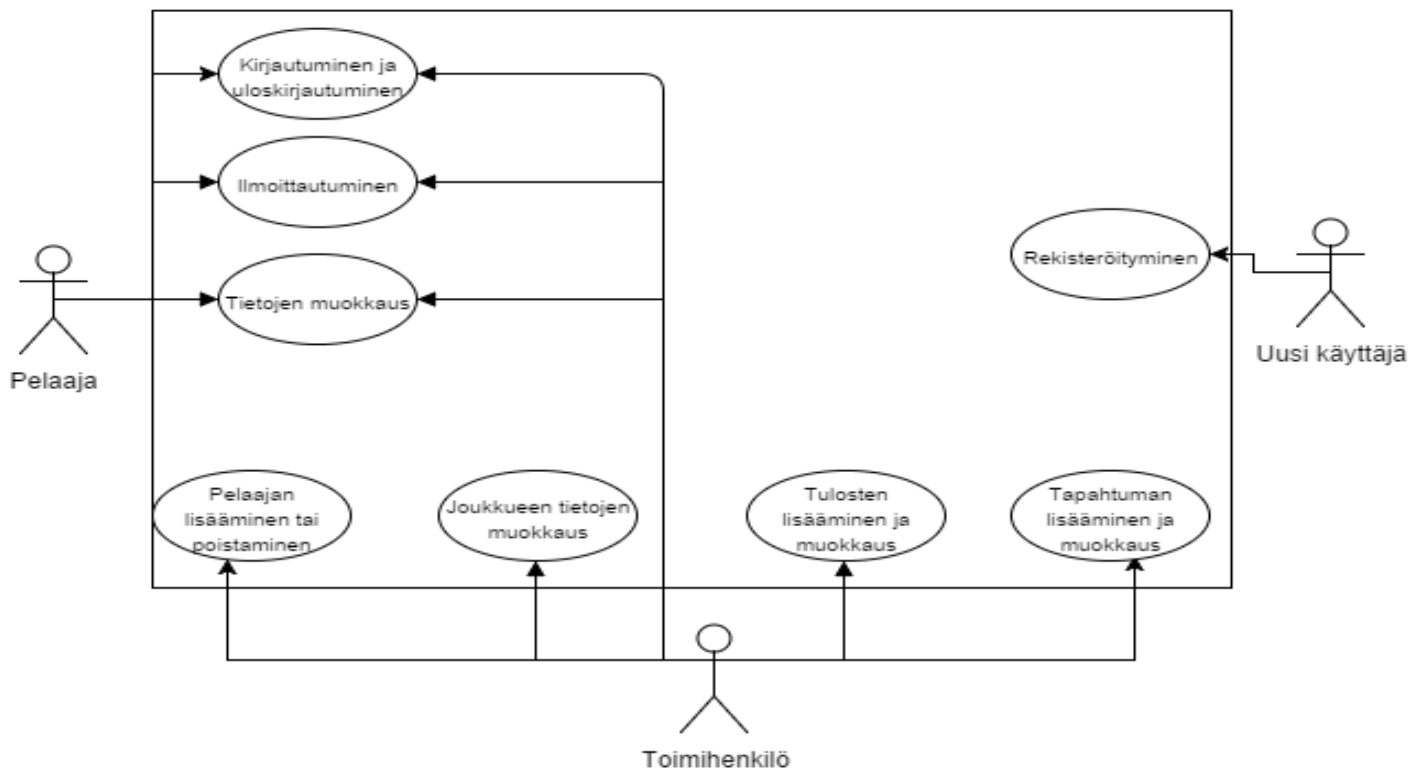 Kirjautuminen ja
uloskirjautuminen
Ilmoittautuminen
Tietojen muokkaus
Rekisteröityminen
Pelaaja
Uusi käyttäjä
Pelaajan
lisääminen tai
poistaminen
Joukkueen tietojen
muokkaus
Tulosten
lisääminen ja
muokkaus
Tapahtuman
lisääminen ja
muokkaus
Toimihenkilö